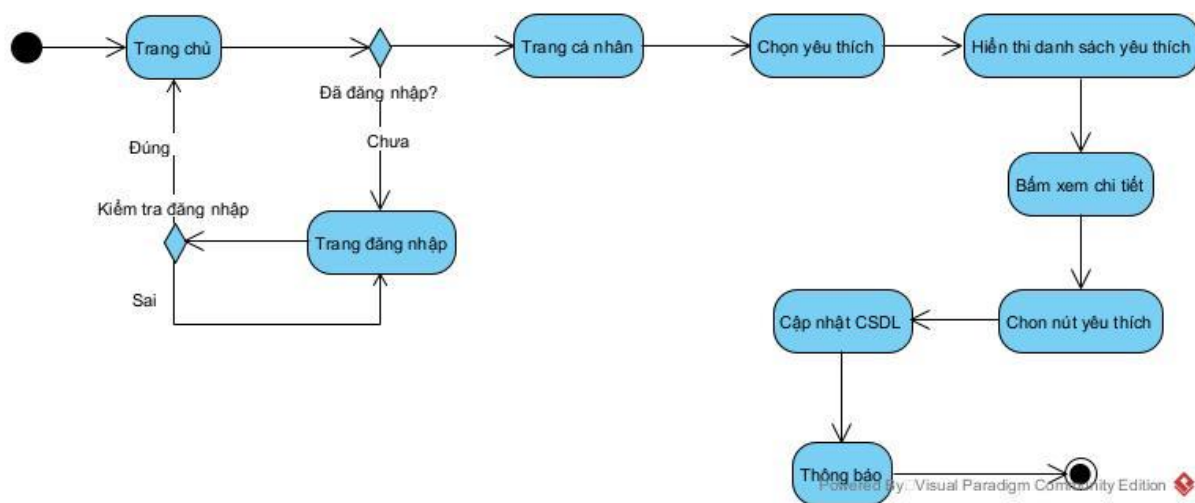 Trang chủ
Trang cá nhân
Chọn yêu thích
Hiển thi danh sách yêu thích
Đã đăng nhập?
Chưa
Đúng
Bấm xem chi tiết
Kiểm tra đăng nhập
Trang đăng nhập
Sai
Cập nhật CSDL
Chon nút yêu thích
Thông báo
Powered By Visual Paradigm Community Edition